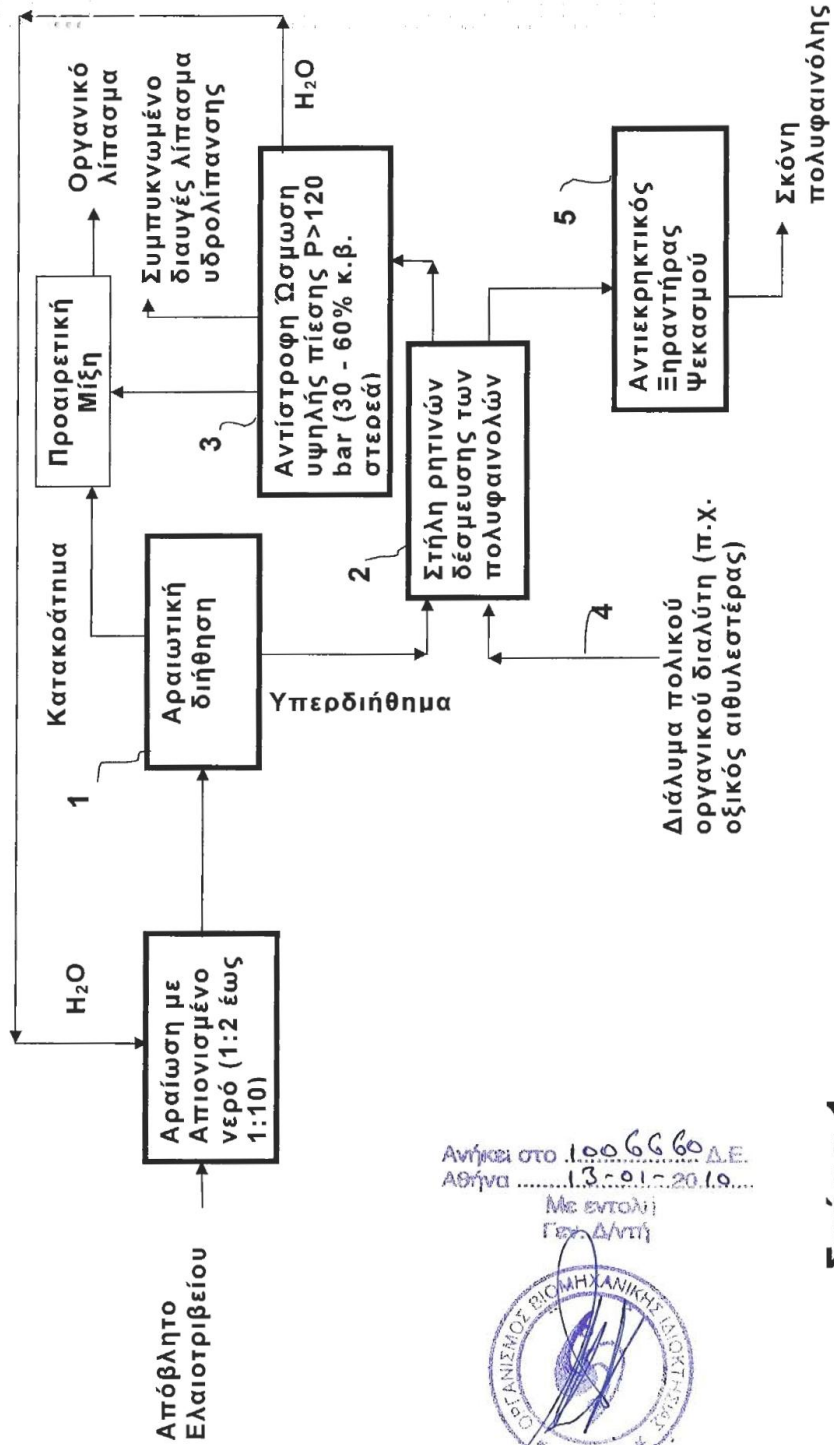 Απόβλητο
Ελαιοτριβείου
H₂O
Αραίωση με
Απιονισμένο
νερό (1:2 έως
1:10)
1
Κατακράτημα
Αραιωτική
διήθηση
Υπερδιήθημα
Προαιρετική
Μίξη
Οργανικό
λίπασμα
Συμπυκνωμένο
διαυγές λίπασμα
υδρολίπανσης
3
Αντίστροφη Ώσμωση
υψηλής πίεσης P>120
bar (30 - 60% κ.β.
στερεά)
H₂O
2
Στήλη ρητινών
δέσμευσης των
πολυφαινολών
4
Διάλυμα πολικού
οργανικού διαλύτη (π.χ.
οξικός αιθυλεστέρας)
5
Αντιεκρηκτικός
Ξηραντήρας
Ψεκασμού
Σκόνη
πολυφαινόλης
Ανήκει στο 1006660 Δ.Ε.
Αθήνα 13-01-2010
Με εντολή
Γεν. Δ/ντή
ΟΡΓΑΝΙΣΜΟΣ ΒΙΟΜΗΧΑΝΙΚΗΣ ΙΔΙΟΚΤΗΣΙΑΣ